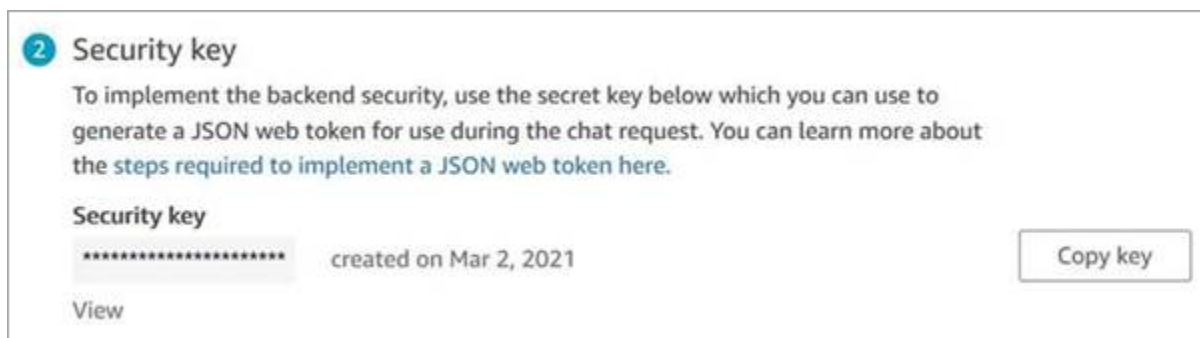 2 Security key
To implement the backend security, use the secret key below which you can use to
generate a JSON web token for use during the chat request. You can learn more about
the steps required to implement a JSON web token here.
Security key
********************** created on Mar 2, 2021 Copy key
View